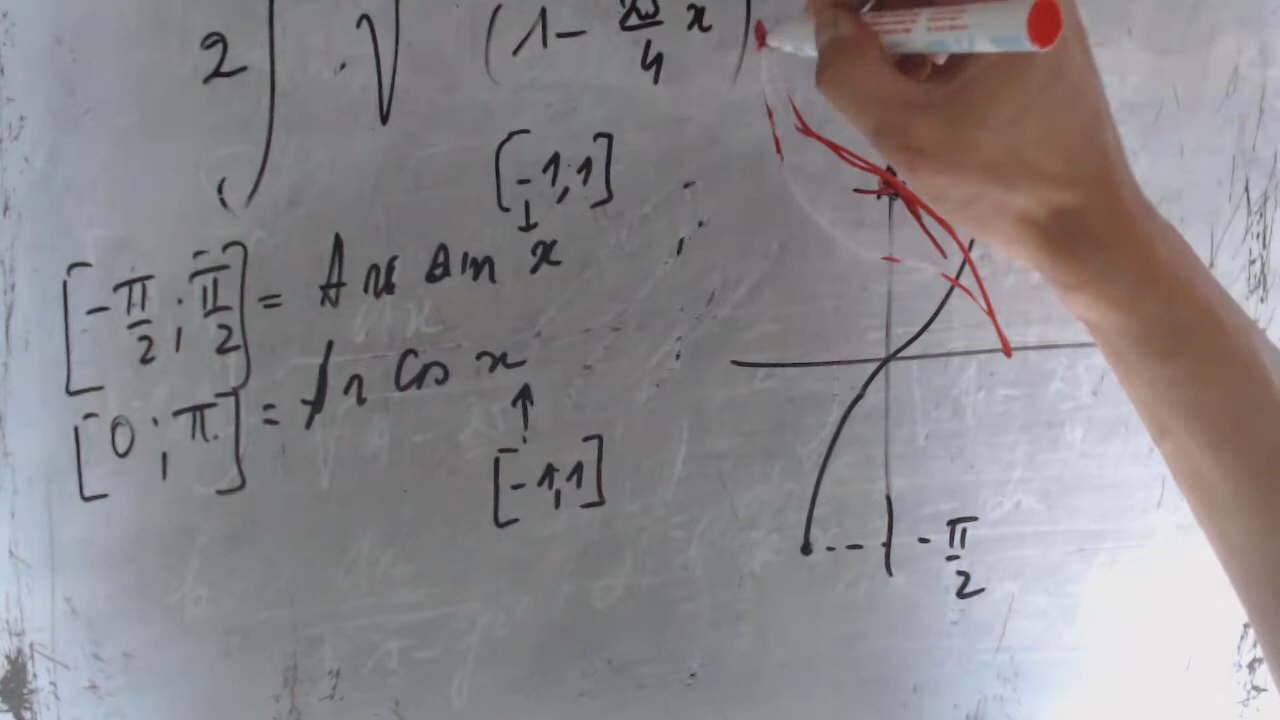 2) . √ (1 - /4 x)
[-1,1]
↓
[-π/2 ; π/2] = Arc sin x
[0 ; π] = Arc Cos x
↑
[-1,1]
-π/2